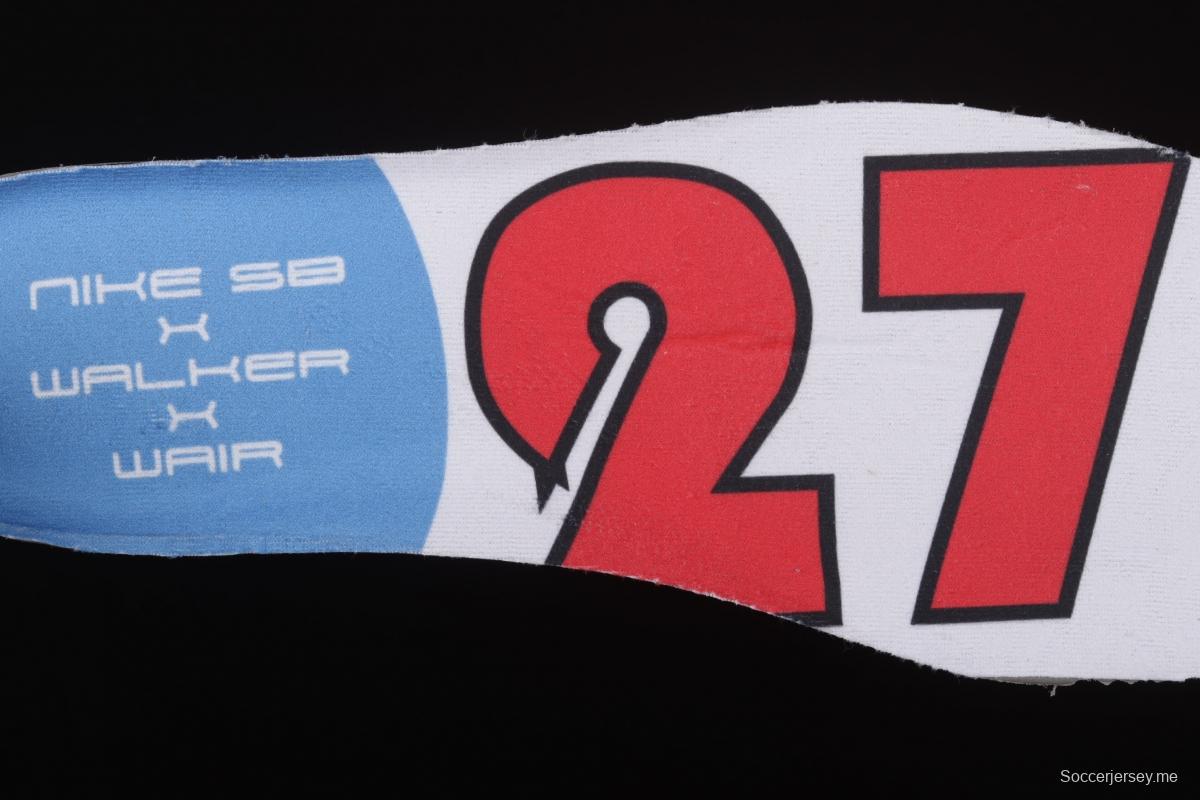 NIKE SB
X
WALKER
X
WAIR
27
Soccerjersey.me